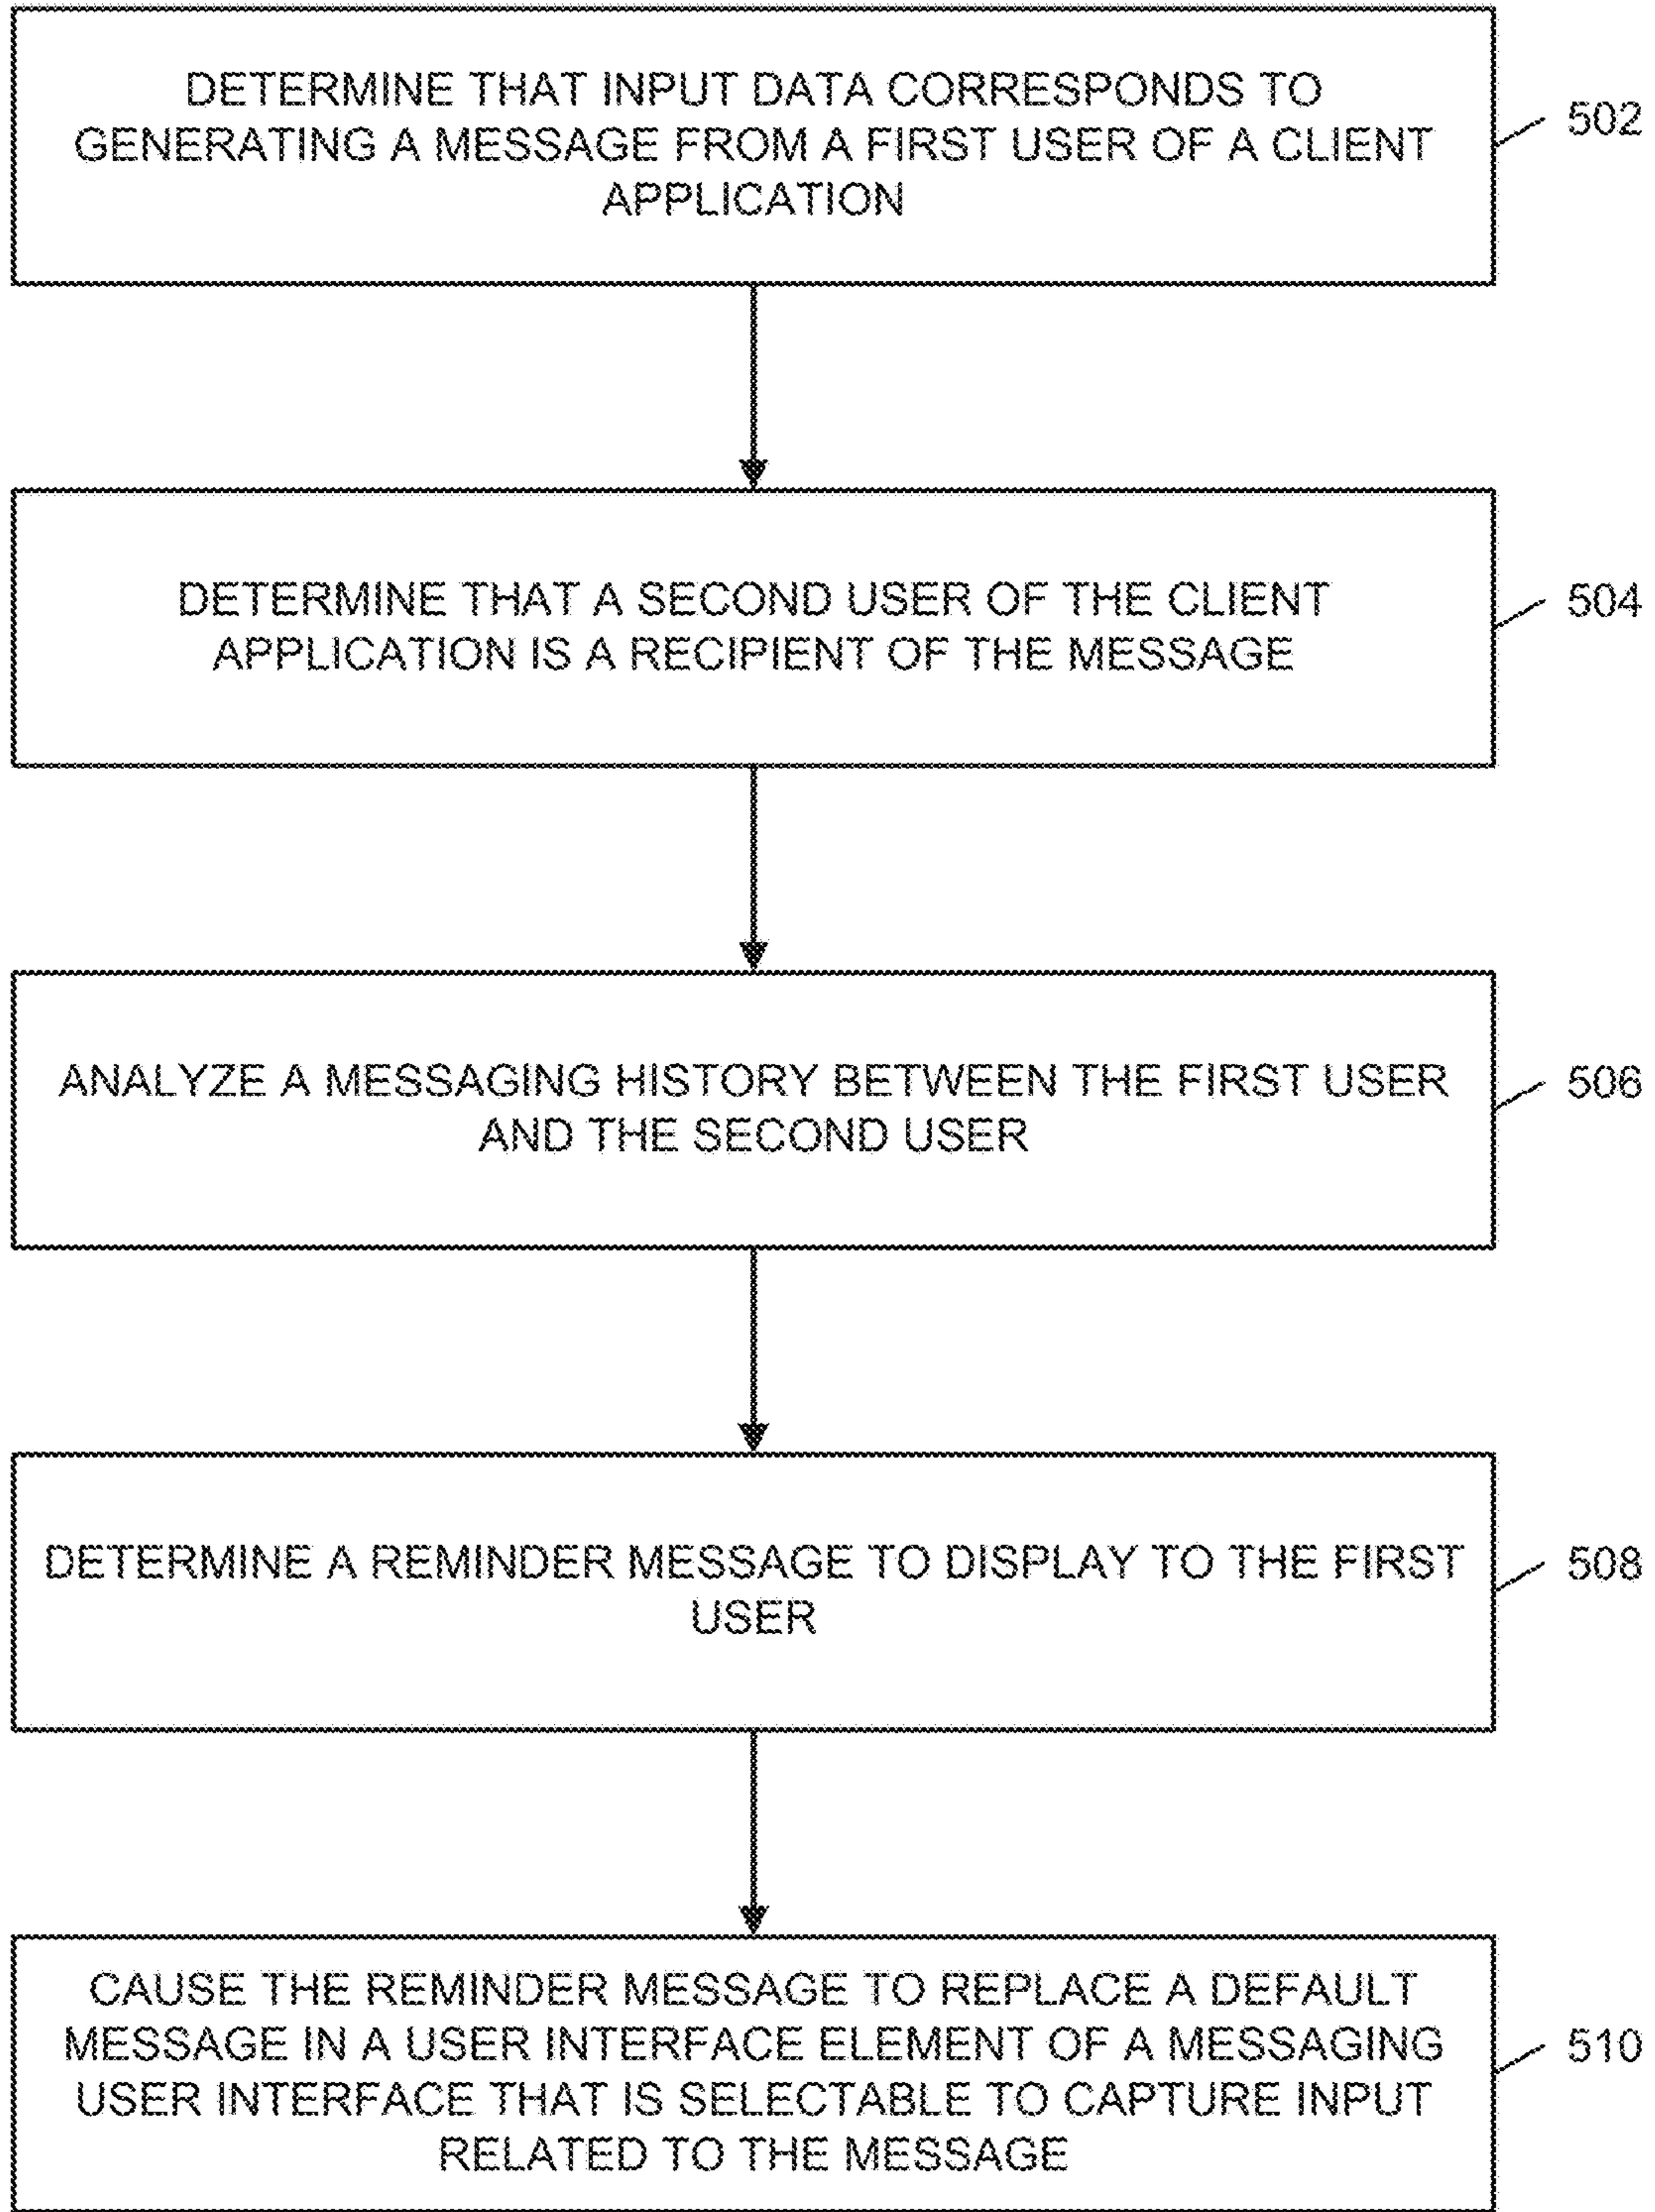 DETERMINE THAT INPUT DATA CORRESPONDS TO
GENERATING A MESSAGE FROM A FIRST USER OF A CLIENT
APPLICATION
502
DETERMINE THAT A SECOND USER OF THE CLIENT
APPLICATION IS A RECIPIENT OF THE MESSAGE
504
ANALYZE A MESSAGING HISTORY BETWEEN THE FIRST USER
AND THE SECOND USER
506
DETERMINE A REMINDER MESSAGE TO DISPLAY TO THE FIRST
USER
508
CAUSE THE REMINDER MESSAGE TO REPLACE A DEFAULT
MESSAGE IN A USER INTERFACE ELEMENT OF A MESSAGING
USER INTERFACE THAT IS SELECTABLE TO CAPTURE INPUT
RELATED TO THE MESSAGE
510